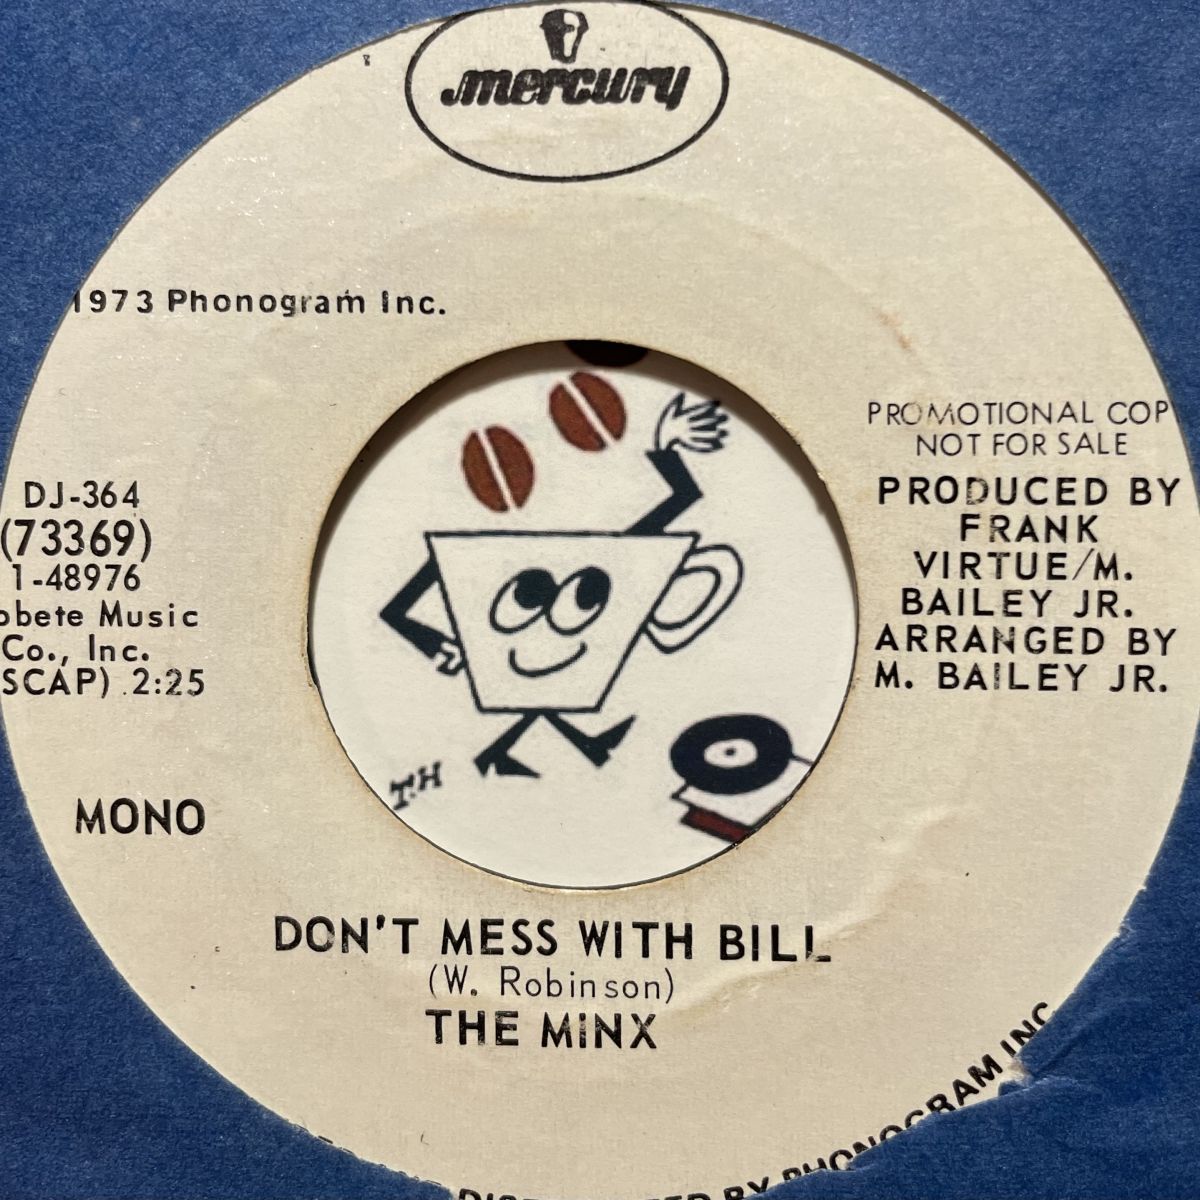 mercury
1973 Phonogram Inc.
PROMOTIONAL COP
NOT FOR SALE
DJ-364
(73369)
1-48976
obete Music
Co., Inc.
SCAP) 2:25
PRODUCED BY
FRANK
VIRTUE/M.
BAILEY JR.
ARRANGED BY
M. BAILEY JR.
T.H
MONO
DON'T MESS WITH BILL
(W. Robinson)
THE MINX
BY PHONOGRAM INC